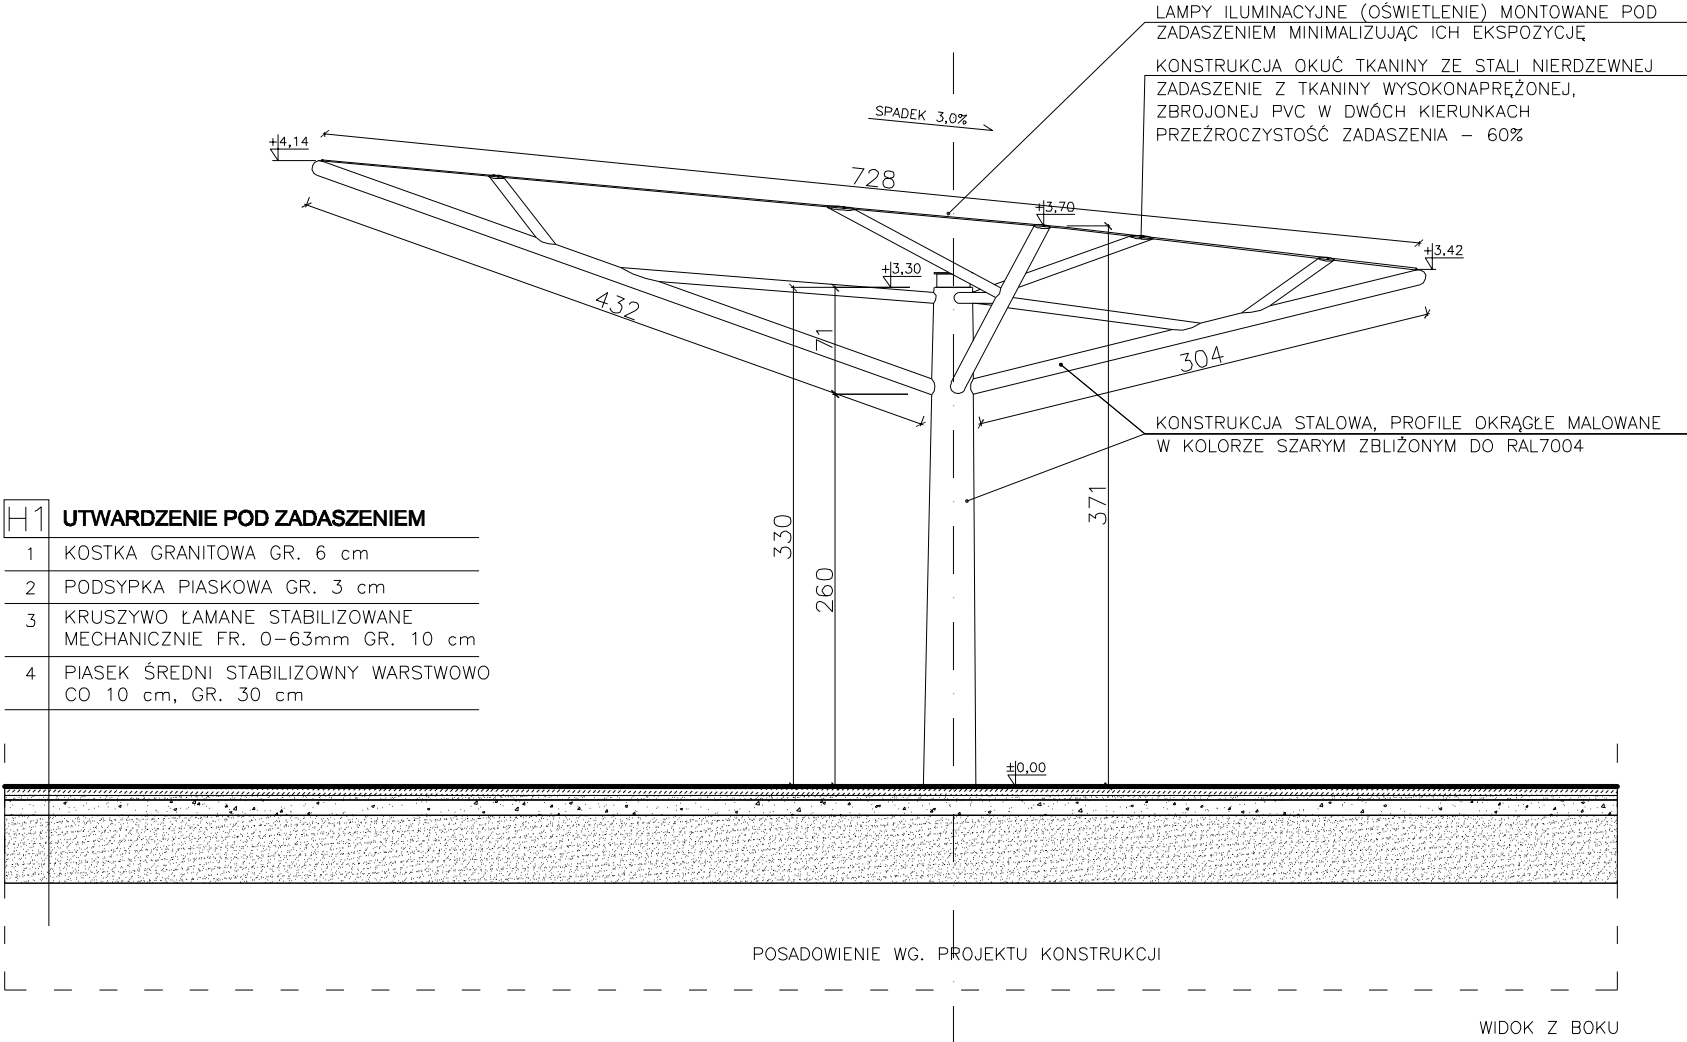 LAMPY ILUMINACYJNE (OŚWIETLENIE) MONTOWANE POD
ZADASZENIEM MINIMALIZUJĄC ICH EKSPOZYCJĘ
KONSTRUKCJA OKUĆ TKANINY ZE STALI NIERDZEWNEJ
ZADASZENIE Z TKANINY WYSOKONAPRĘŻONEJ,
ZBROJONEJ PVC W DWÓCH KIERUNKACH
PRZEŹROCZYSTOŚĆ ZADASZENIA – 60%
SPADEK 3,0%
+4,14
728
+3,70
+3,42
+3,30
432
71
304
KONSTRUKCJA STALOWA, PROFILE OKRĄGŁE MALOWANE
W KOLORZE SZARYM ZBLIŻONYM DO RAL7004
330
260
371
±0,00
H1 UTWARDZENIE POD ZADASZENIEM
1 KOSTKA GRANITOWA GR. 6 cm
2 PODSYPKA PIASKOWA GR. 3 cm
3 KRUSZYWO ŁAMANE STABILIZOWANE
MECHANICZNIE FR. 0-63mm GR. 10 cm
4 PIASEK ŚREDNI STABILIZOWNY WARSTWOWO
CO 10 cm, GR. 30 cm
POSADOWIENIE WG. PROJEKTU KONSTRUKCJI
WIDOK Z BOKU